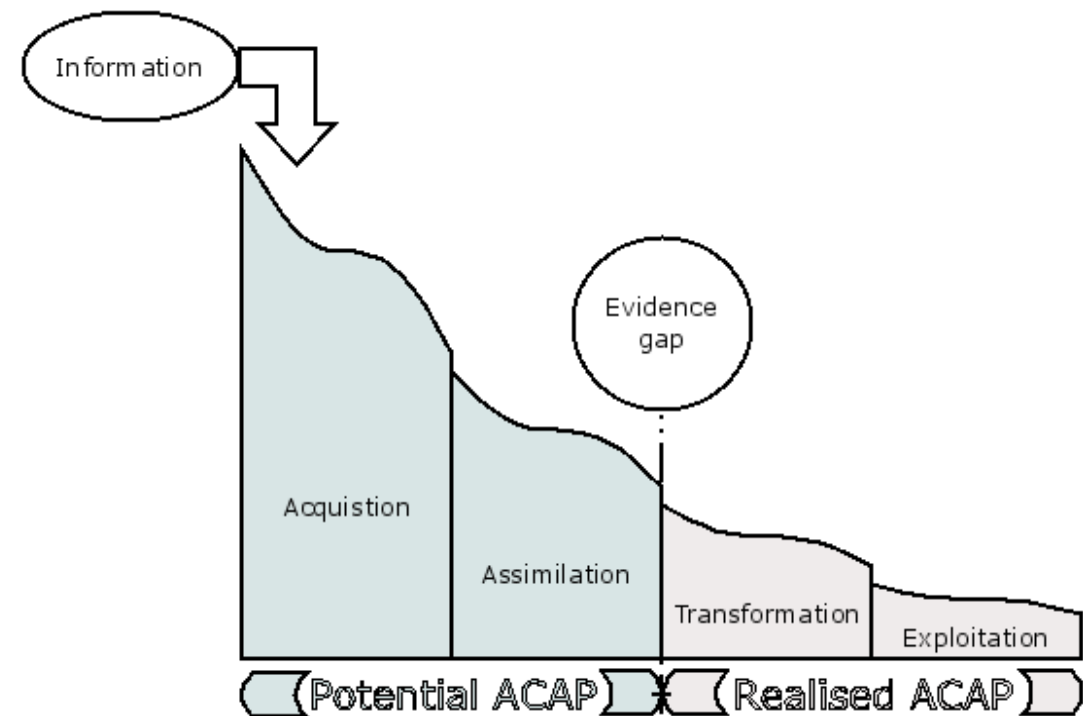 Information
Evidence
gap
Acquistion
Assimilation
Transformation
Exploitation
Potential ACAP
Realised ACAP